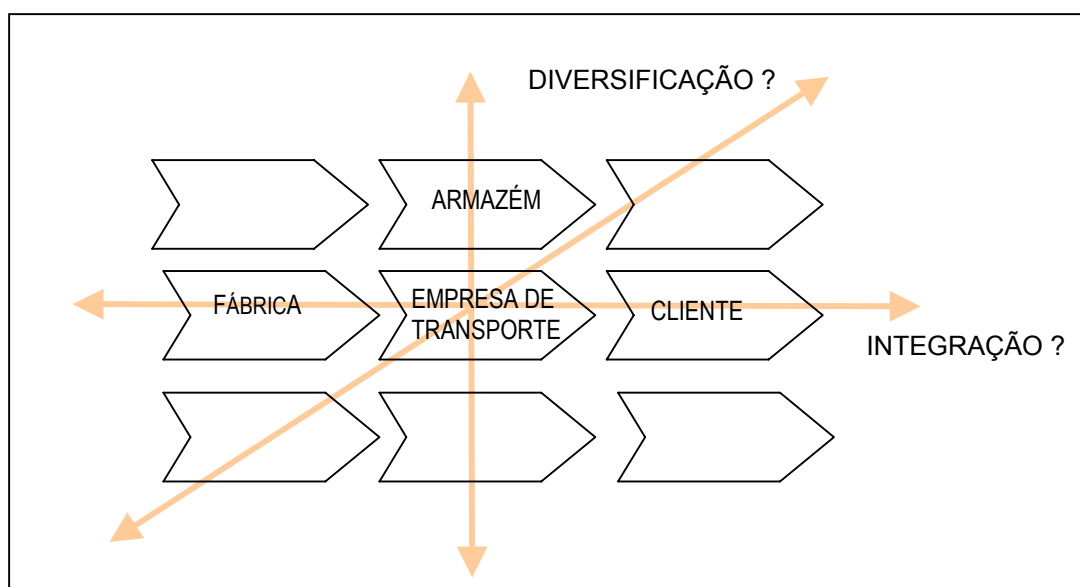 DIVERSIFICAÇÃO ?
ARMAZÉM
FÁBRICA
EMPRESA DE
TRANSPORTE
CLIENTE
INTEGRAÇÃO ?